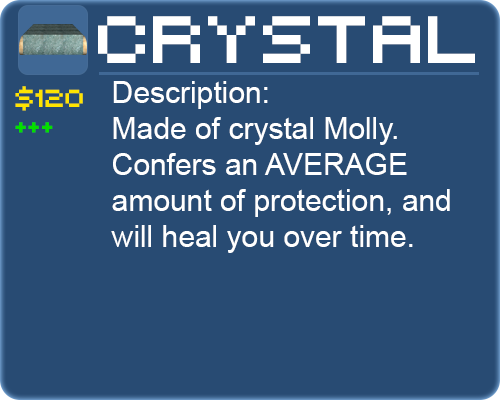 CRYSTAL
$120
+++
Description:
Made of crystal Molly.
Confers an AVERAGE
amount of protection, and
will heal you over time.